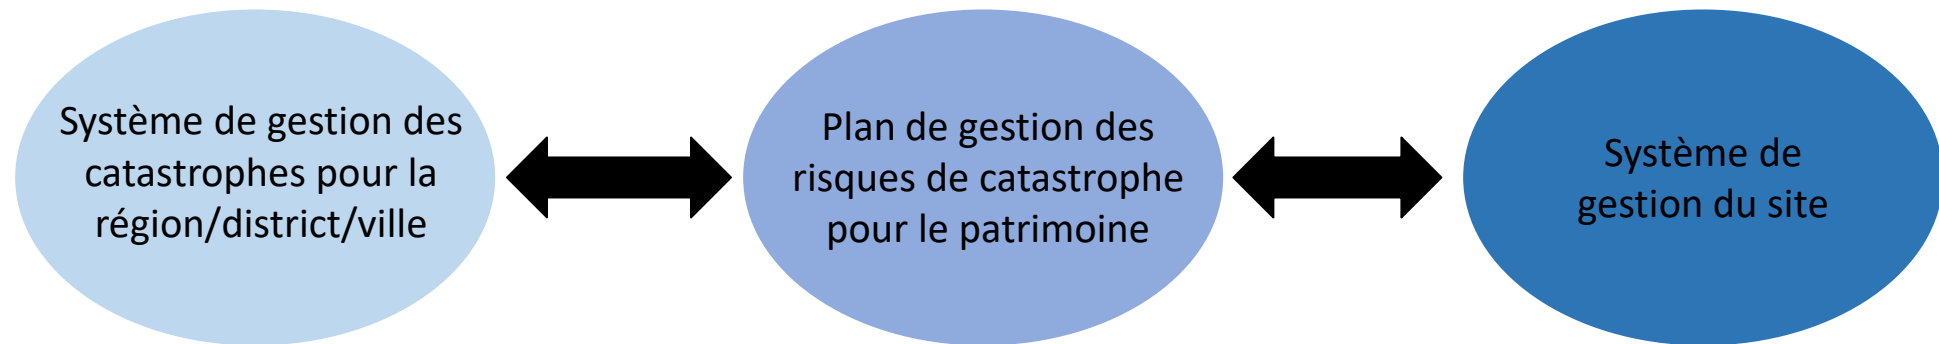 Système de gestion des
catastrophes pour la
région/district/ville
Plan de gestion des
risques de catastrophe
pour le patrimoine
Système de
gestion du site